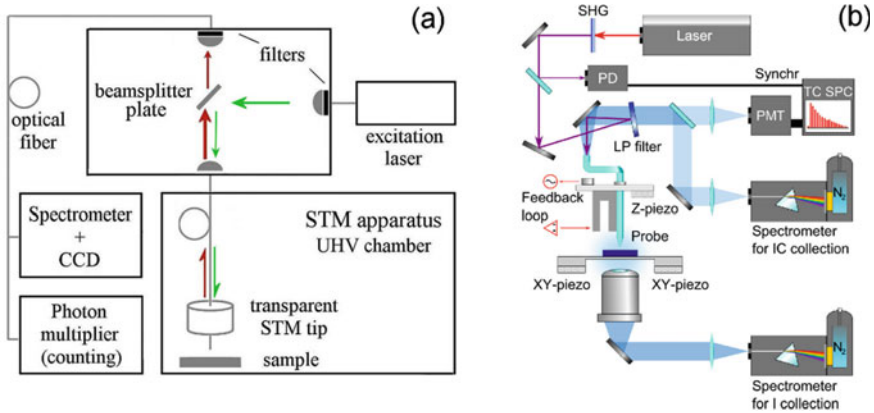 (a)
filters
beamsplitter
plate
optical
fiber
excitation
laser
Spectrometer
+
CCD
STM apparatus
UHV chamber
transparent
STM tip
Photon
multiplier
(counting)
sample
(b)
SHG
Laser
PD
Synchr
TC SPC
PMT
LP filter
N2
Feedback
loop
Z-piezo
Probe
Spectrometer
for IC collection
XY-piezo
XY-piezo
N2
Spectrometer
for I collection